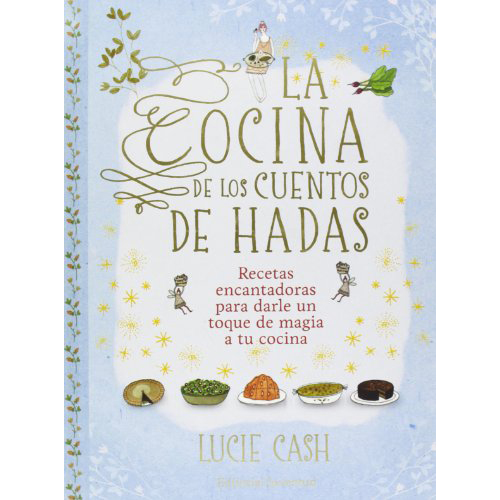 LA
COCINA
DE LOS CUENTOS
DE HADAS
Recetas
encantadoras
para darle un
toque de magia
a tu cocina
LUCIE CASH
Editorial Juventud